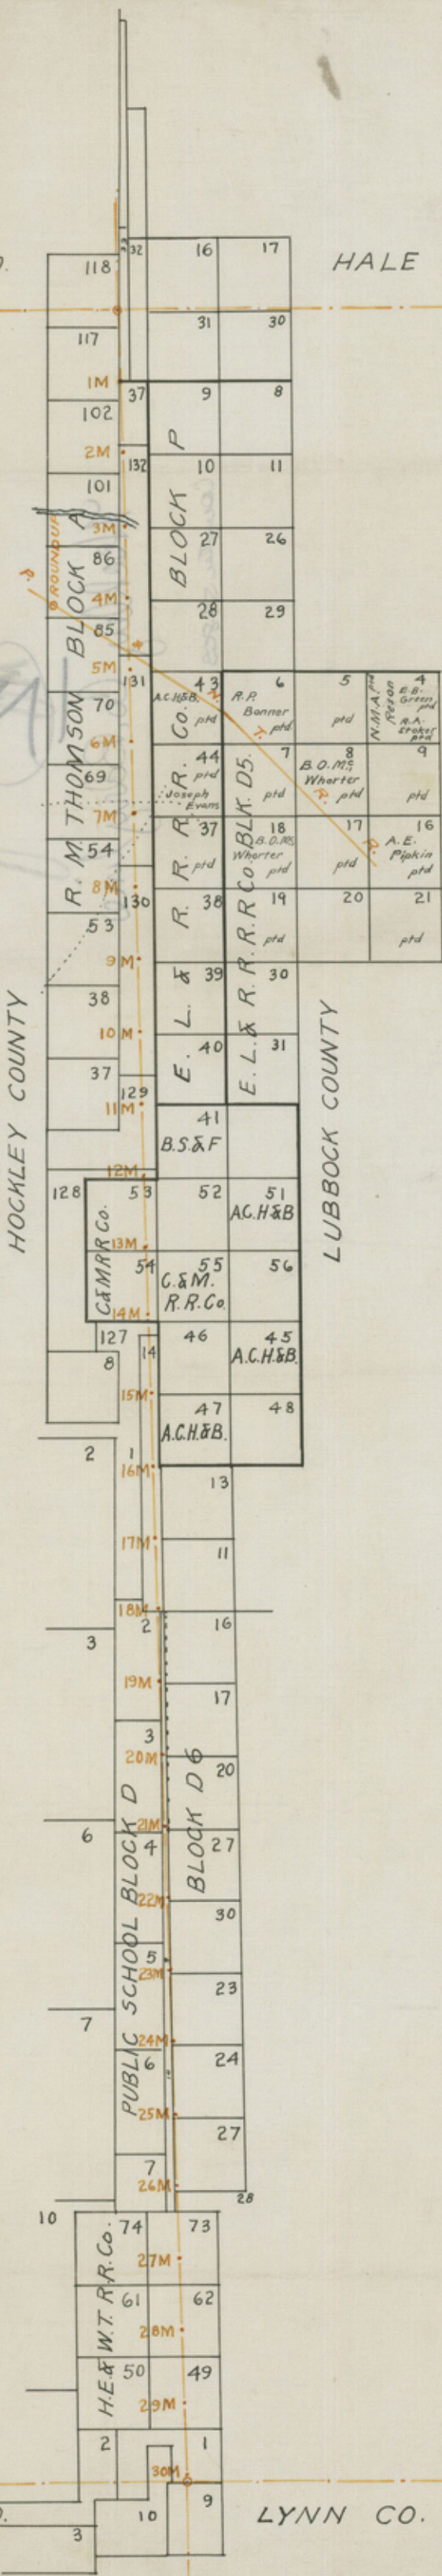 O.
HALE
32
16
17
118
31
30
117
1M
37
9
8
102
2M
132
10
11
101
3M
27
26
BLOCK P
86
GROUNDUP
4M
28
29
85
5M
131
43
6
5
4
A.C.H&B.
ptd
R.P.
Bonner
ptd
ptd
E.B.
Green
ptd
R.A.
Stoker
ptd
70
6M
44
7
8
9
ptd
Joseph
Evans
ptd
B.O.Mc
Whorter
ptd
ptd
69
7M
37
18
17
16
ptd
B.O.Mc
Whorter
ptd
ptd
A.E.
Pipkin
ptd
54
8M
130
38
19
20
21
ptd
ptd
R. M. THOMSON BLOCK A
E. L. & R. R. R. R. Co.
E. L. & R. R. R. R Co. BLK D5.
53
9M
39
30
38
10M
40
31
37
129
11M
41
B.S.&F
HOCKLEY COUNTY
LUBBOCK COUNTY
12M
128
53
52
51
A.C.H&B
C&MRRCo.
13M
54
55
56
C.&M.
R.R.Co.
14M
127
14
46
45
A.C.H.&B.
8
15M
47
48
A.C.H.&B.
2
1
16M
13
17M
11
18M
2
16
3
19M
17
3
20M
20
21M
6
4
27
22M
30
5
23M
23
7
24M
6
24
25M
27
7
26M
28
PUBLIC SCHOOL BLOCK D
BLOCK D6
10
74
73
27M
61
62
28M
50
49
29M
H.E.& W.T. R.R.Co.
2
1
30M
9
10
3
O.
LYNN CO.